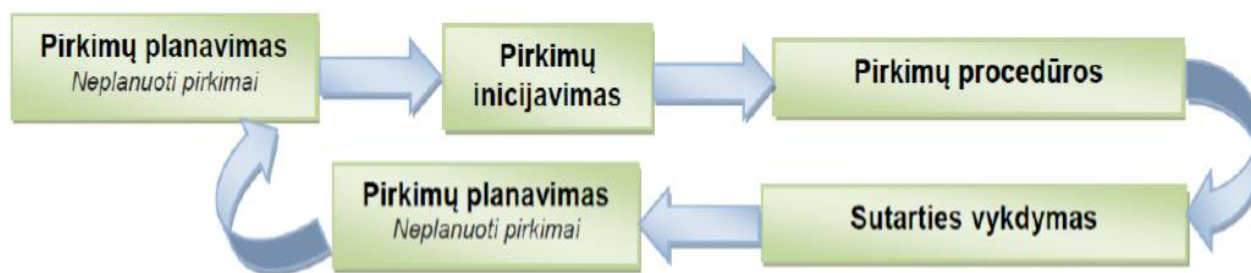 Pirkimų planavimas
Neplanuoti pirkimai
Pirkimų
inicijavimas
Pirkimų procedūros
Pirkimų planavimas
Neplanuoti pirkimai
Sutarties vykdymas